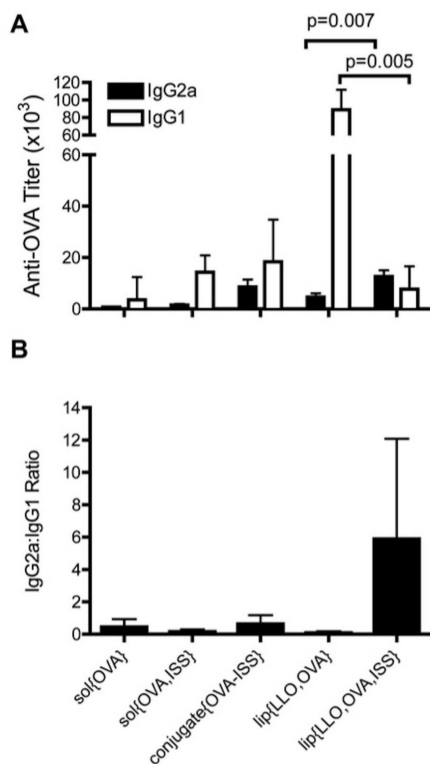 A
p=0.007
p=0.005
IgG2a
IgG1
Anti-OVA Titer (x10³)
120
100
80
60
60
40
20
0
B
IgG2a:IgG1 Ratio
14
12
10
8
6
4
2
0
sol{OVA}
sol{OVA,ISS}
conjugate{OVA-ISS}
lip{LLO,OVA}
lip{LLO,OVA,ISS}